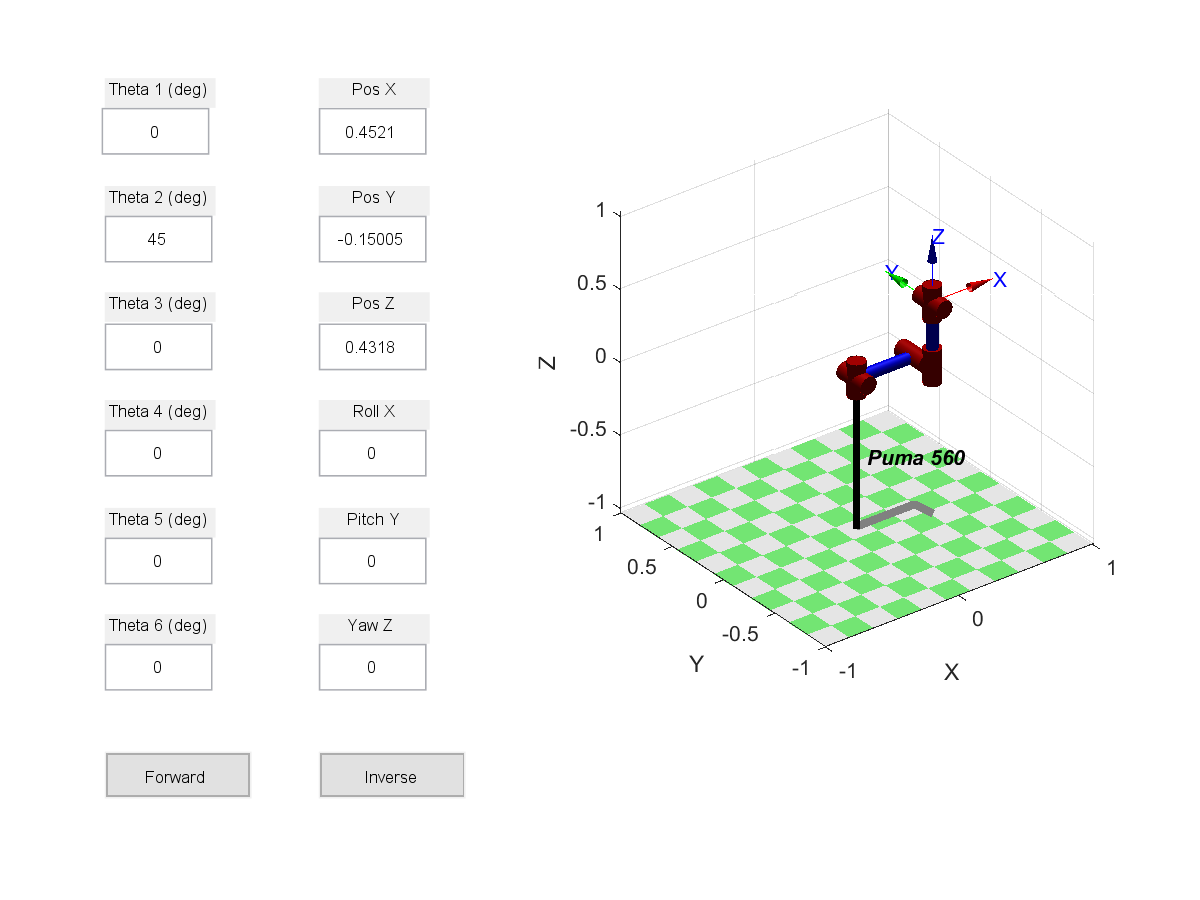 Theta 1 (deg)
0
Theta 2 (deg)
45
Theta 3 (deg)
0
Theta 4 (deg)
0
Theta 5 (deg)
0
Theta 6 (deg)
0
Forward
Pos X
0.4521
Pos Y
-0.15005
Pos Z
0.4318
Roll X
0
Pitch Y
0
Yaw Z
0
Inverse
1
0.5
0
-0.5
-1
Z
Z
Y
X
Puma 560
1
0.5
0
-0.5
-1
Y
-1
0
1
X